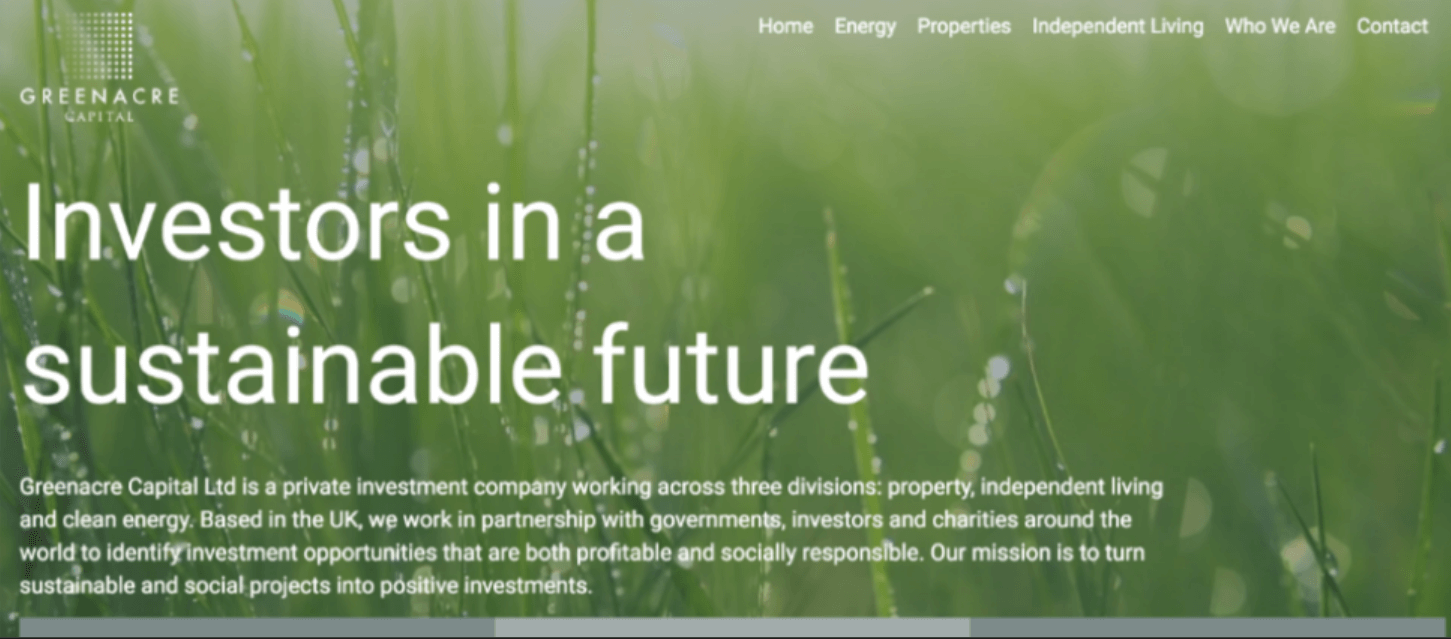 Home Energy Properties Independent Living Who We Are Contact
GREENACRE
CAPITAL
Investors in a
sustainable future
Greenacre Capital Ltd is a private investment company working across three divisions: property, independent living
and clean energy. Based in the UK, we work in partnership with governments, investors and charities around the
world to identify investment opportunities that are both profitable and socially responsible. Our mission is to turn
sustainable and social projects into positive investments.